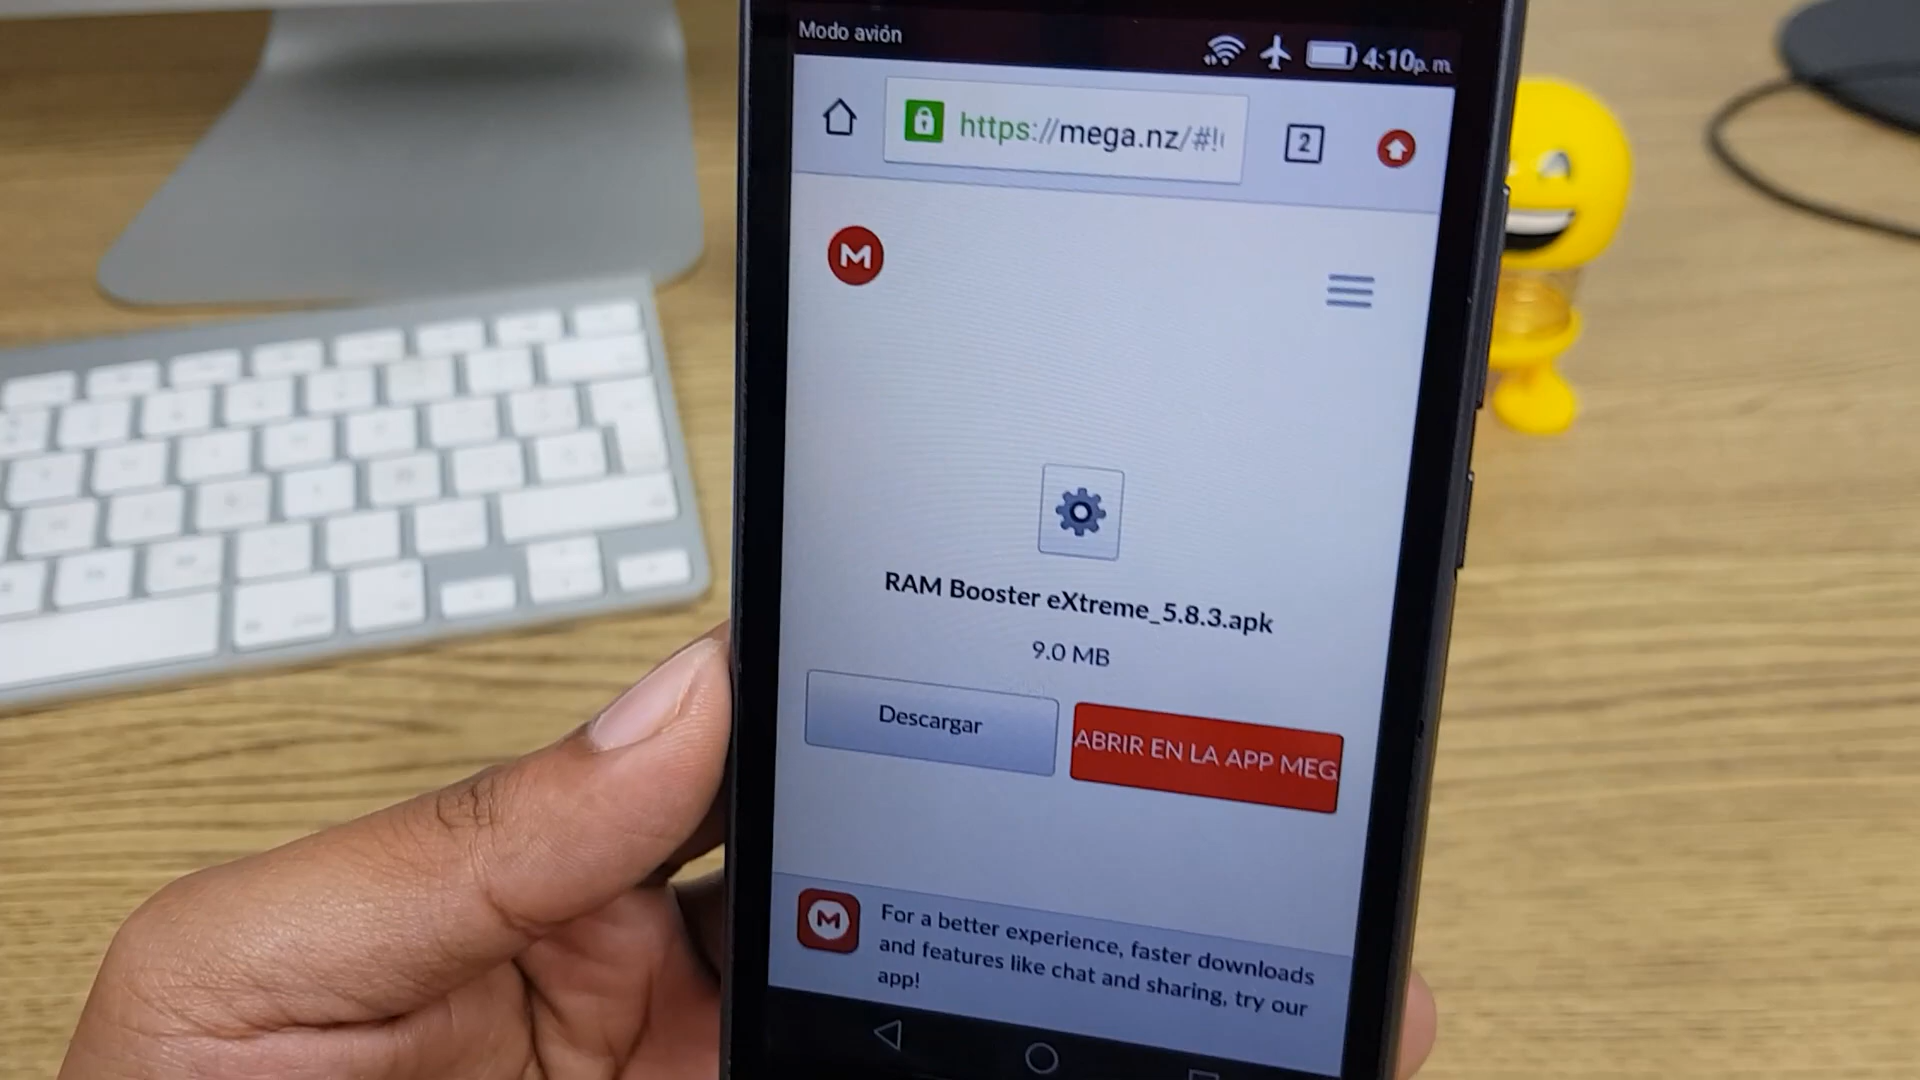 Modo avión
4:10p.m.
https://mega.nz/#!
2
M
RAM Booster eXtreme_5.8.3.apk
9.0 MB
Descargar
ABRIR EN LA APP MEG
M
For a better experience, faster downloads
and features like chat and sharing, try our
app!